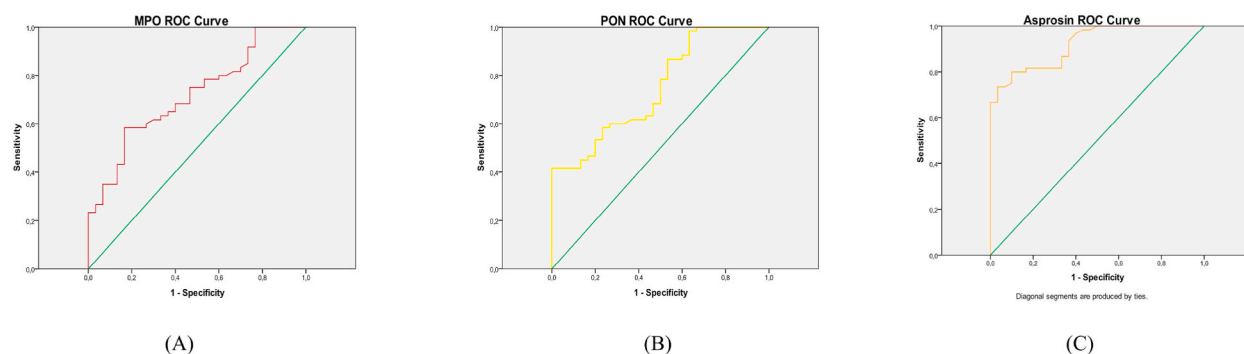 MPO ROC Curve
1,0
0,8
0,6
0,4
0,2
0,0
Sensitivity
0,0 0,2 0,4 0,6 0,8 1,0
1 - Specificity
(A)
PON ROC Curve
1,0
0,8
0,6
0,4
0,2
0,0
Sensitivity
0,0 0,2 0,4 0,6 0,8 1,0
1 - Specificity
(B)
Asprosin ROC Curve
1,0
0,8
0,6
0,4
0,2
0,0
Sensitivity
0,0 0,2 0,4 0,6 0,8 1,0
1 - Specificity
Diagonal segments are produced by ties.
(C)